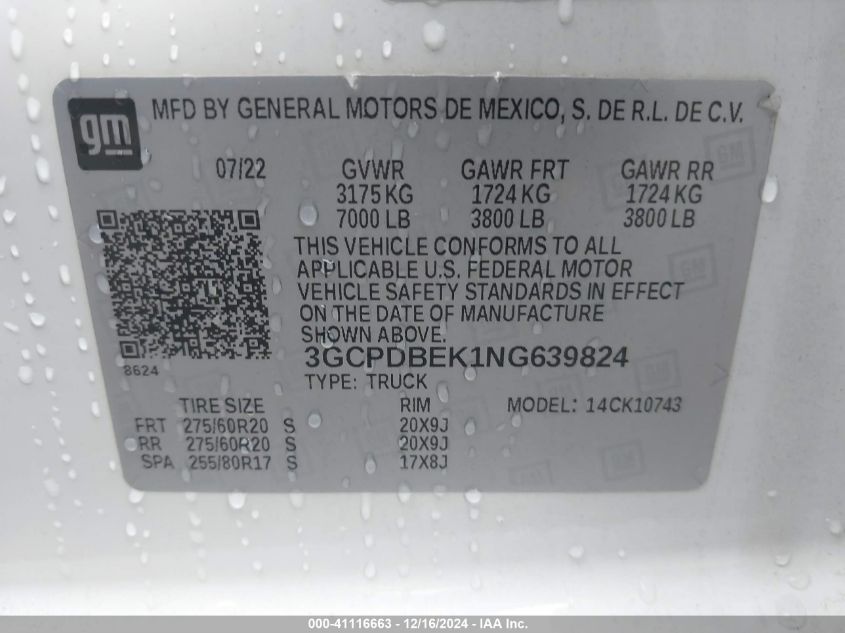 gm
MFD BY GENERAL MOTORS DE MEXICO, S. DE R.L. DE C.V.
07/22 GVWR GAWR FRT GAWR RR
3175 KG 1724 KG 1724 KG
7000 LB 3800 LB 3800 LB
THIS VEHICLE CONFORMS TO ALL
APPLICABLE U.S. FEDERAL MOTOR
VEHICLE SAFETY STANDARDS IN EFFECT
ON THE DATE OF MANUFACTURE
SHOWN ABOVE.
3GCPDBEK1NG639824
8624
TYPE: TRUCK
TIRE SIZE RIM MODEL: 14CK10743
FRT 275/60R20 S 20X9J
RR 275/60R20 S 20X9J
SPA 255/80R17 S 17X8J
000-41116663 - 12/16/2024 - IAA Inc.